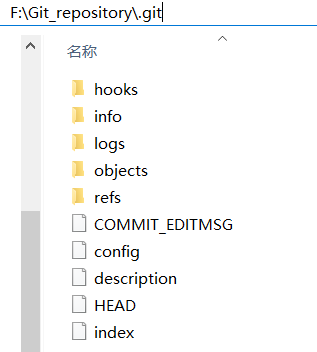 F:\Git_repository\.git
名称
hooks
info
logs
objects
refs
COMMIT_EDITMSG
config
description
HEAD
index